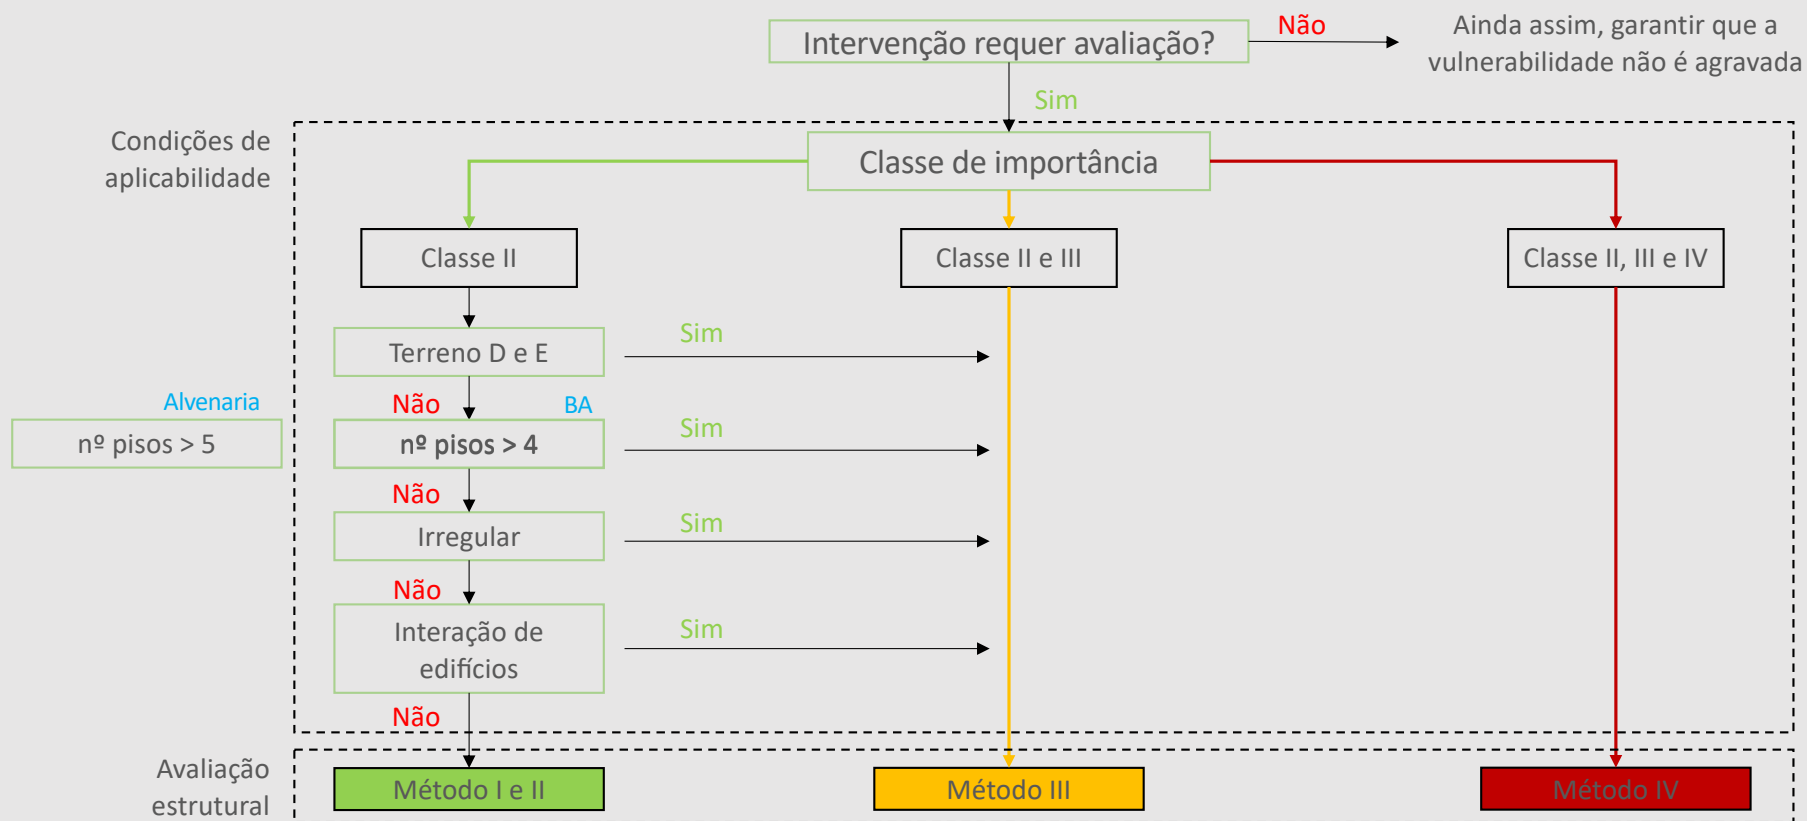 Intervenção requer avaliação?
Não
Ainda assim, garantir que a
vulnerabilidade não é agravada
Sim
Condições de
aplicabilidade
Classe de importância
Classe II
Classe II e III
Classe II, III e IV
Terreno D e E
Sim
Não
Alvenaria
BA
nº pisos > 5
nº pisos > 4
Sim
Não
Irregular
Sim
Não
Interação de
edifícios
Sim
Não
Avaliação
estrutural
Método I e II
Método III
Método IV